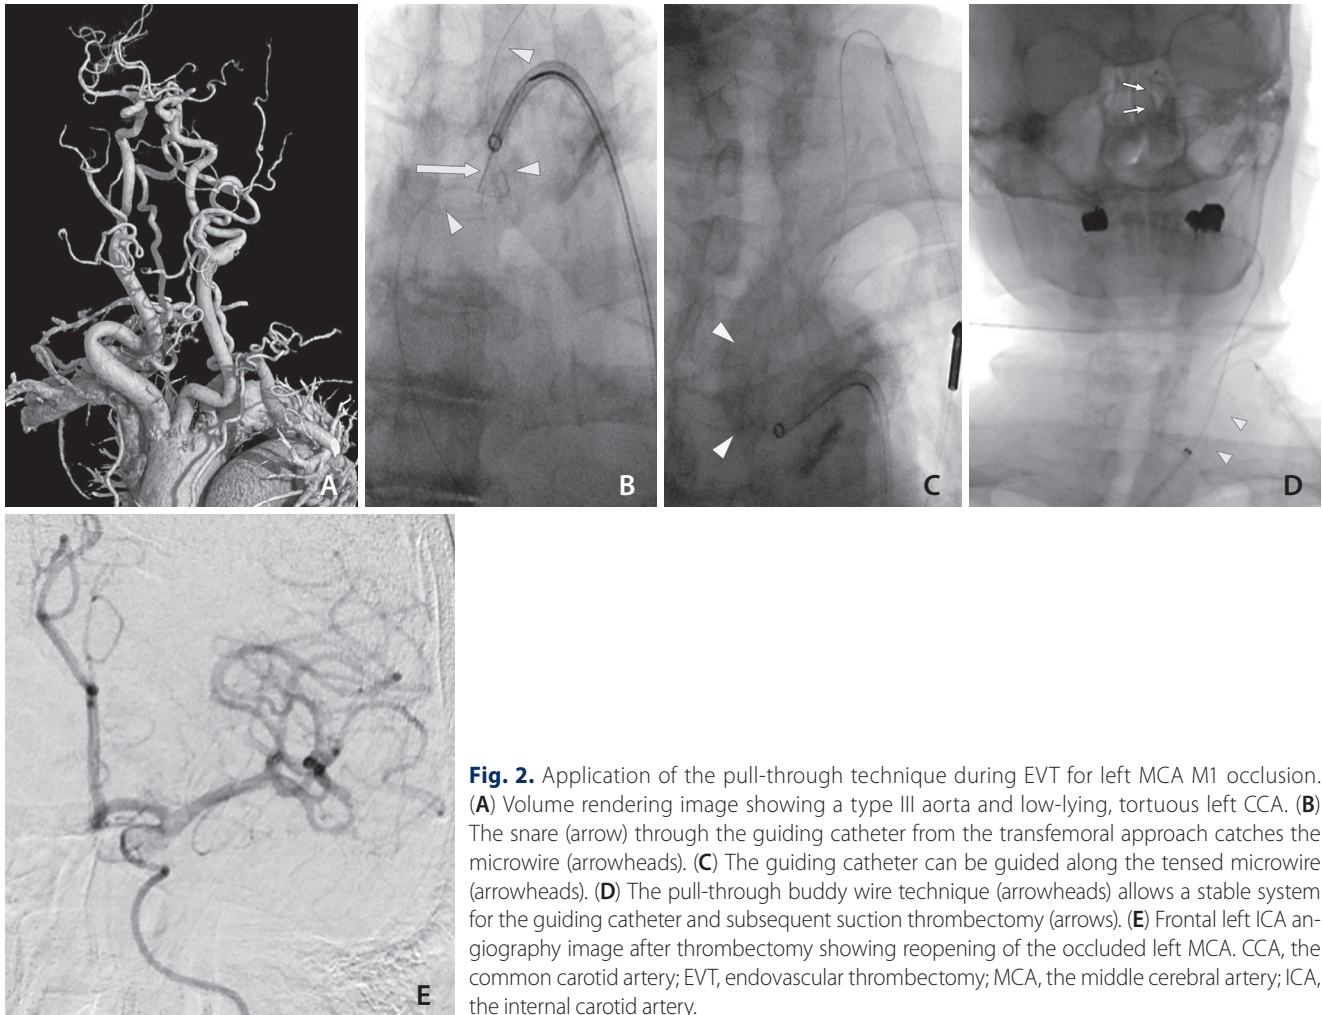 A
B
C
D
E
Fig. 2. Application of the pull-through technique during EVT for left MCA M1 occlusion.
(A) Volume rendering image showing a type III aorta and low-lying, tortuous left CCA. (B)
The snare (arrow) through the guiding catheter from the transfemoral approach catches the
microwire (arrowheads). (C) The guiding catheter can be guided along the tensed microwire
(arrowheads). (D) The pull-through buddy wire technique (arrowheads) allows a stable system
for the guiding catheter and subsequent suction thrombectomy (arrows). (E) Frontal left ICA an-
giography image after thrombectomy showing reopening of the occluded left MCA. CCA, the
common carotid artery; EVT, endovascular thrombectomy; MCA, the middle cerebral artery; ICA,
the internal carotid artery.